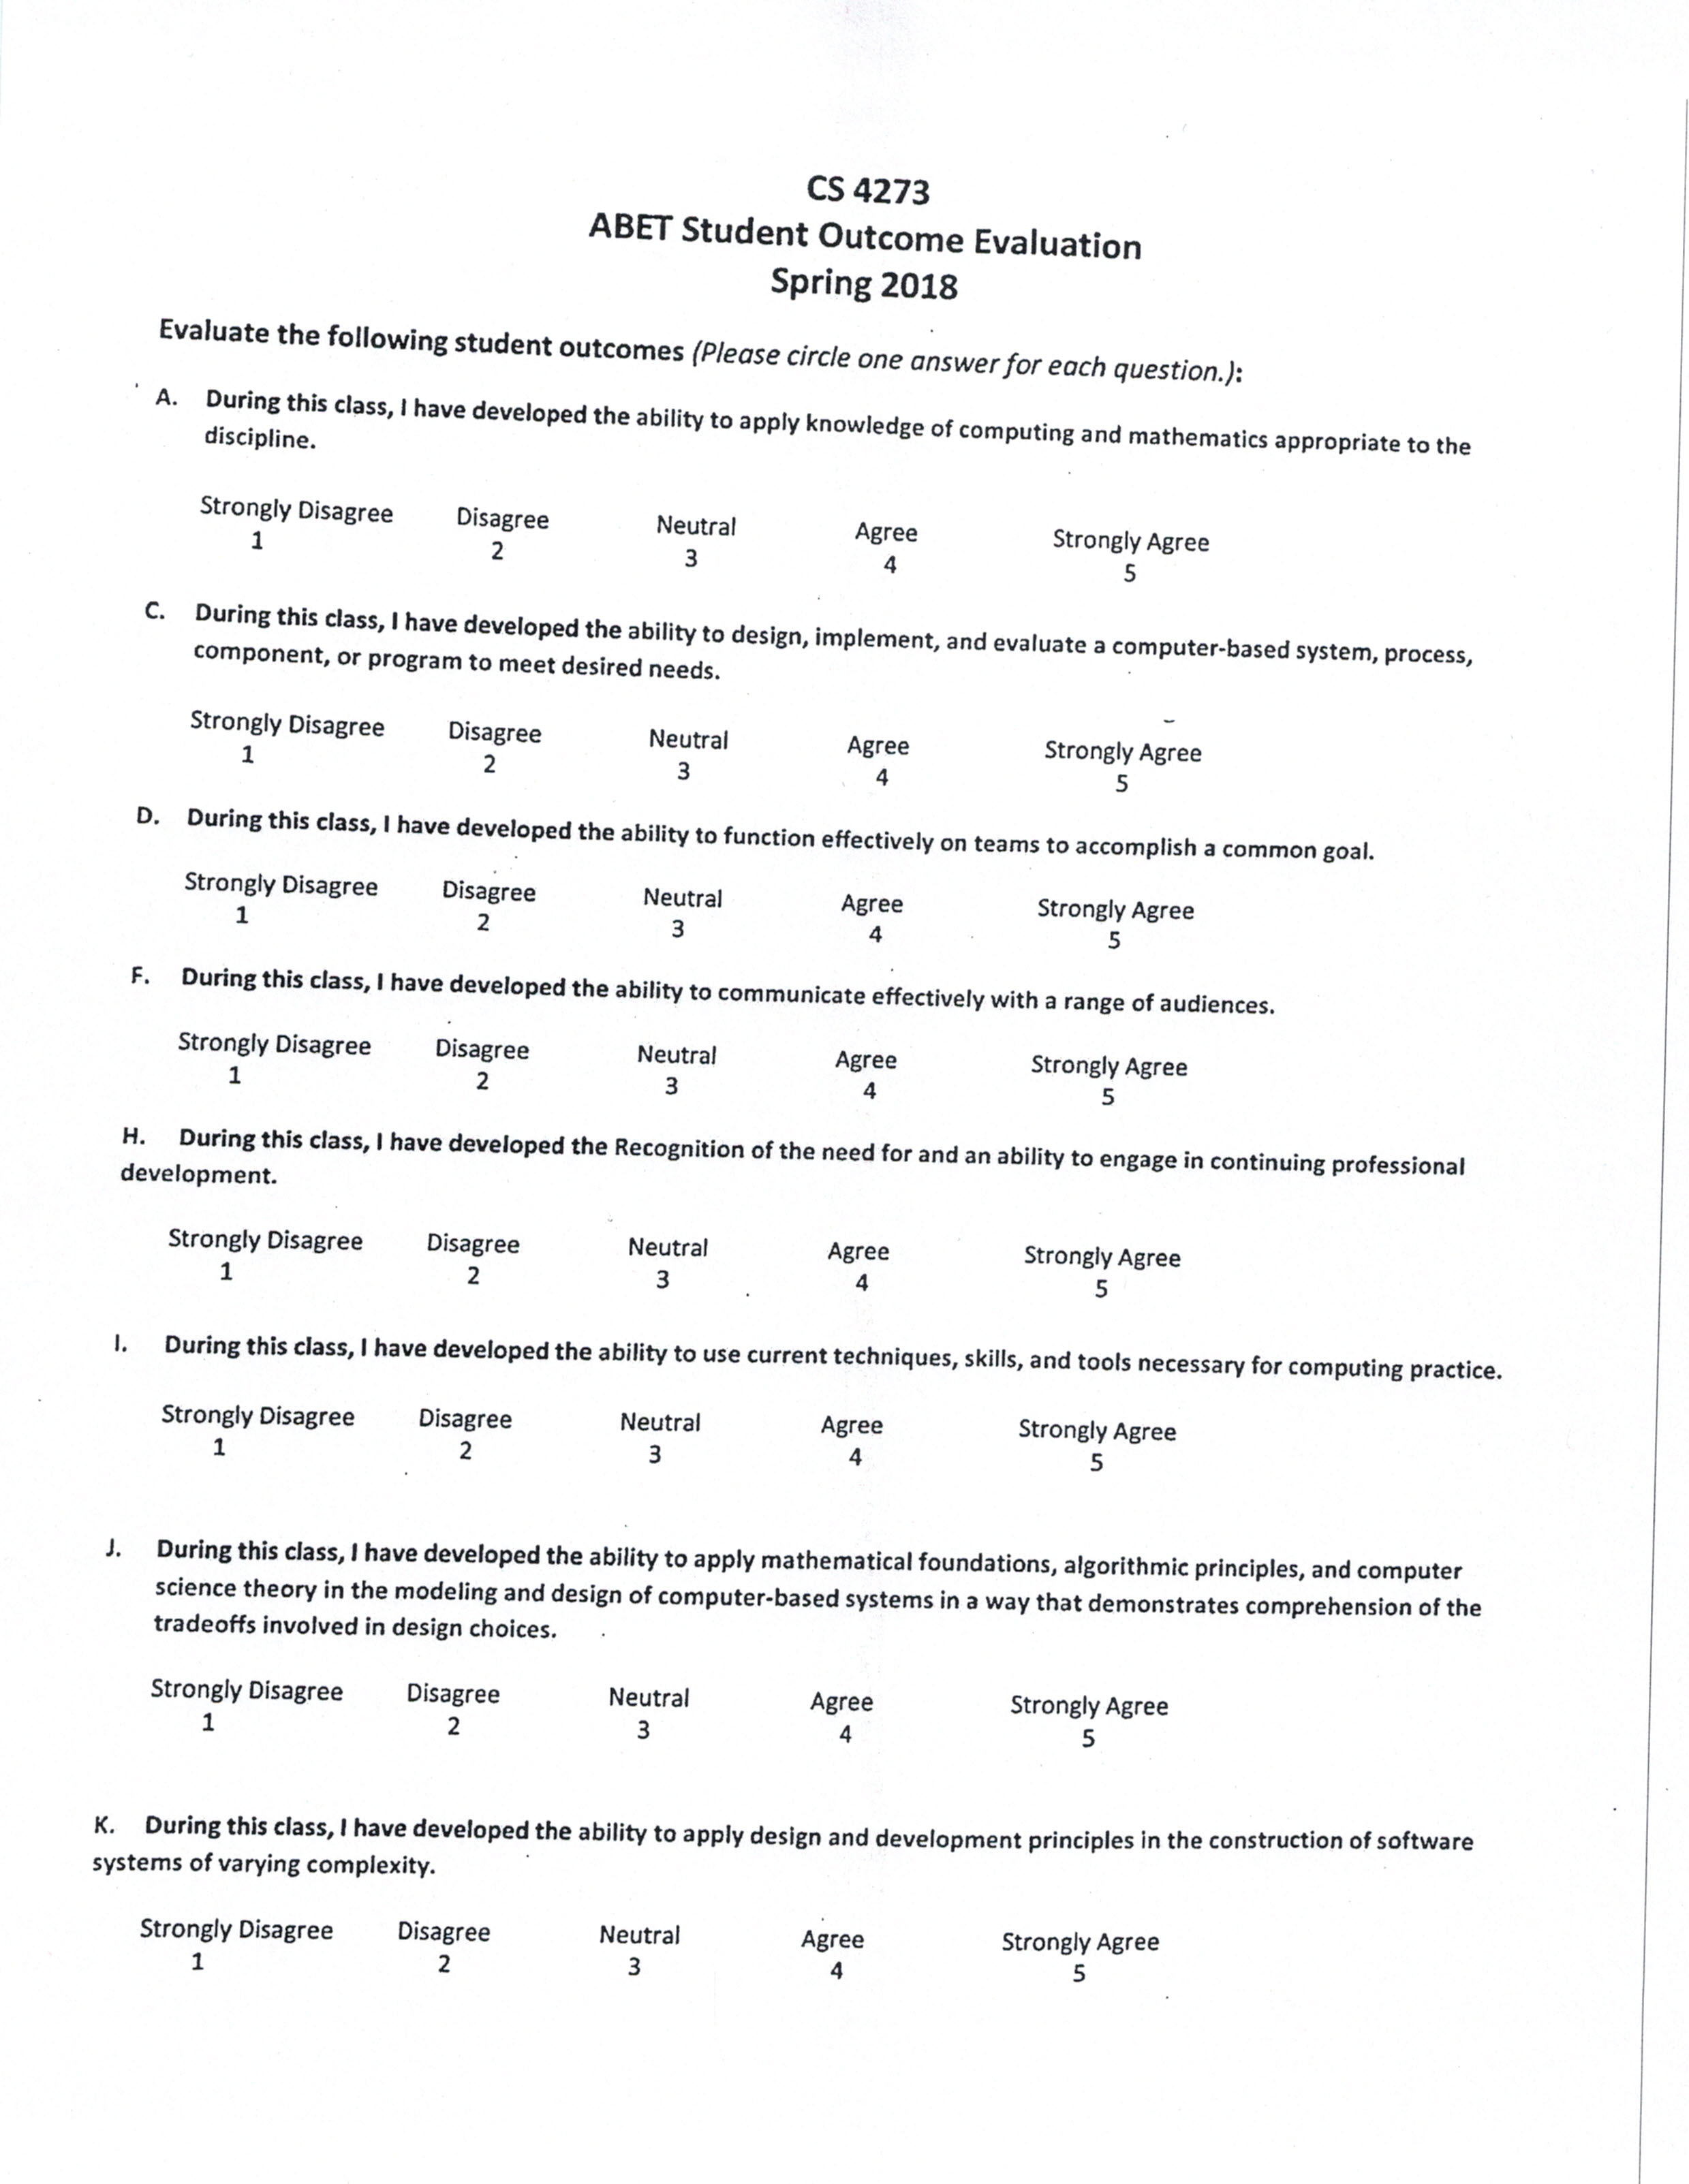 CS 4273
ABET Student Outcome Evaluation
Spring 2018
Evaluate the following student outcomes (Please circle one answer for each question.):
A. During this class, I have developed the ability to apply knowledge of computing and mathematics appropriate to the
discipline.
Strongly Disagree Disagree Neutral Agree Strongly Agree
1 2 3 4 5
C. During this class, I have developed the ability to design, implement, and evaluate a computer-based system, process,
component, or program to meet desired needs.
Strongly Disagree Disagree Neutral Agree Strongly Agree
1 2 3 4 5
D. During this class, I have developed the ability to function effectively on teams to accomplish a common goal.
Strongly Disagree Disagree Neutral Agree Strongly Agree
1 2 3 4 5
F. During this class, I have developed the ability to communicate effectively with a range of audiences.
Strongly Disagree Disagree Neutral Agree Strongly Agree
1 2 3 4 5
H. During this class, I have developed the Recognition of the need for and an ability to engage in continuing professional
development.
Strongly Disagree Disagree Neutral Agree Strongly Agree
1 2 3 4 5
I. During this class, I have developed the ability to use current techniques, skills, and tools necessary for computing practice.
Strongly Disagree Disagree Neutral Agree Strongly Agree
1 2 3 4 5
J. During this class, I have developed the ability to apply mathematical foundations, algorithmic principles, and computer
science theory in the modeling and design of computer-based systems in a way that demonstrates comprehension of the
tradeoffs involved in design choices.
Strongly Disagree Disagree Neutral Agree Strongly Agree
1 2 3 4 5
K. During this class, I have developed the ability to apply design and development principles in the construction of software
systems of varying complexity.
Strongly Disagree Disagree Neutral Agree Strongly Agree
1 2 3 4 5